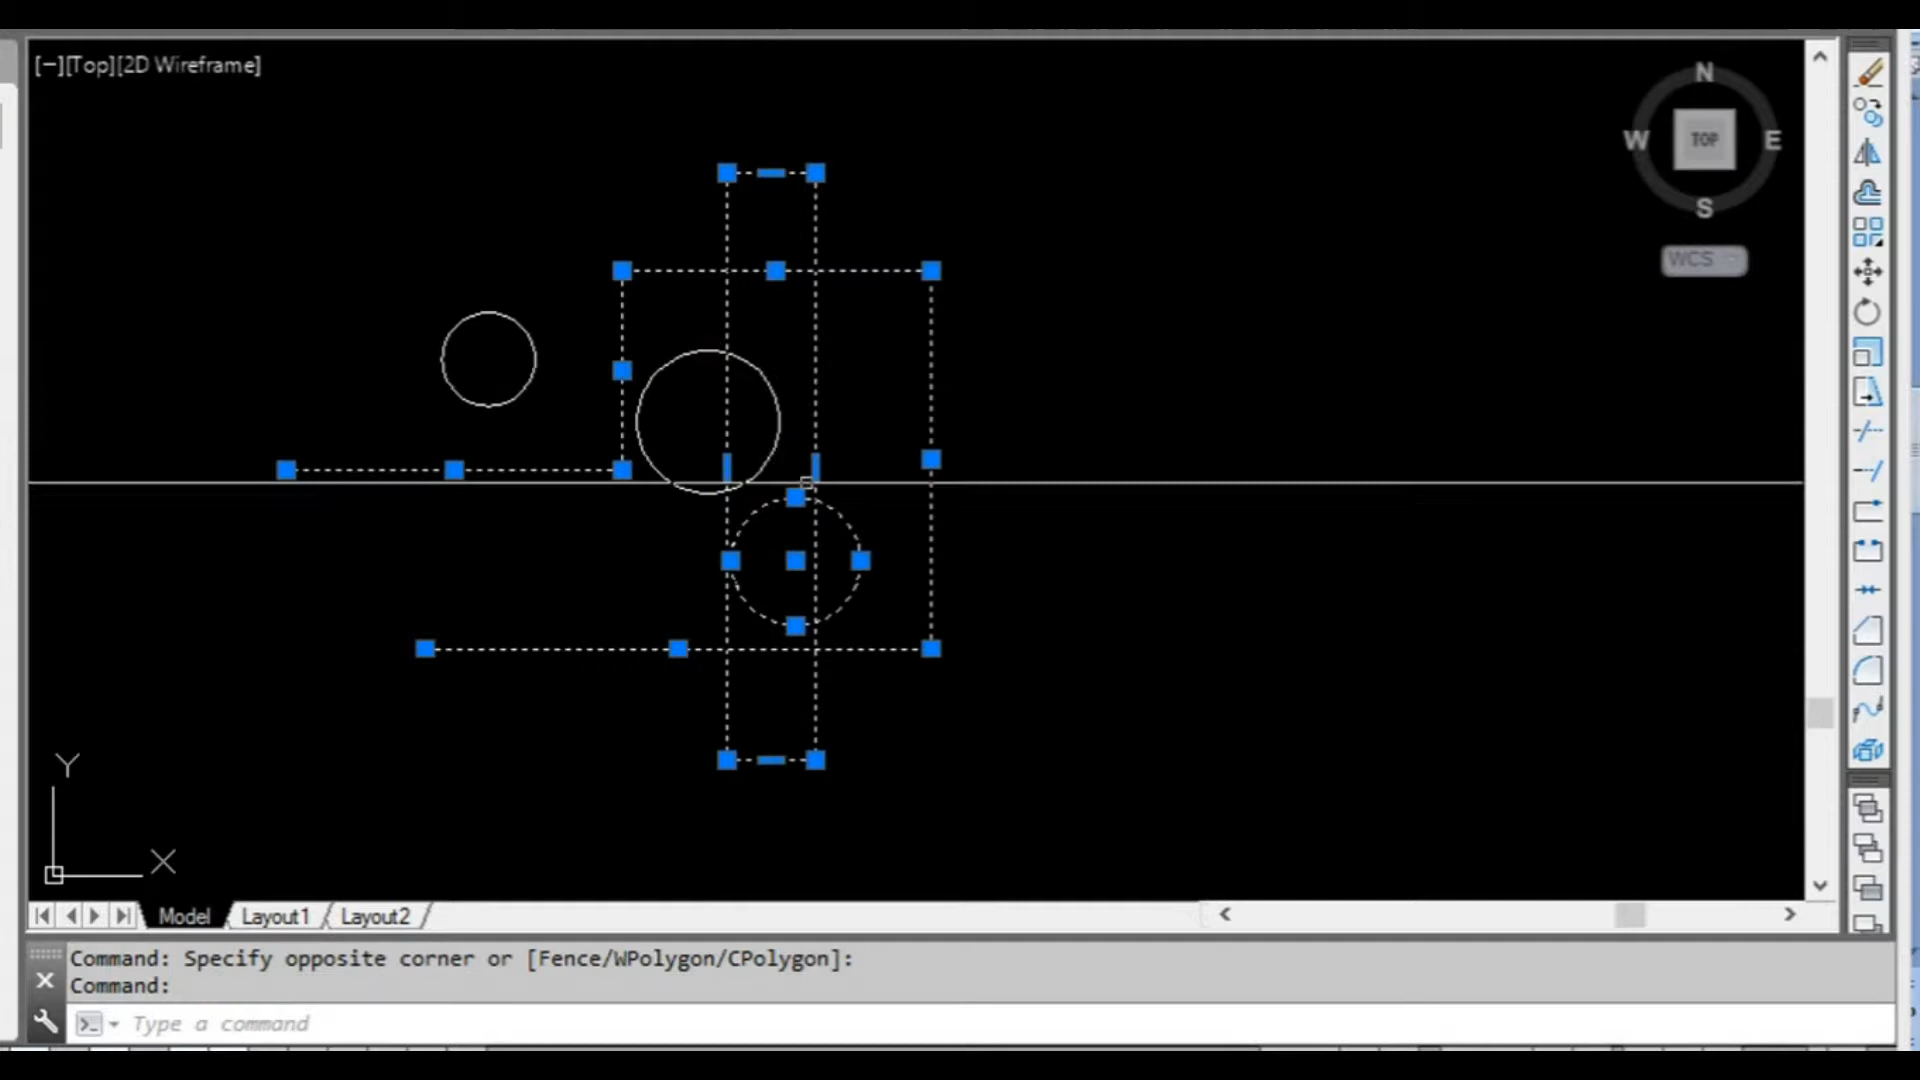 [−][Top][2D Wireframe]
N
W TOP E
S
WCS
Y
X
Model Layout1 Layout2
Command: Specify opposite corner or [Fence/WPolygon/CPolygon]:
Command:
Type a command